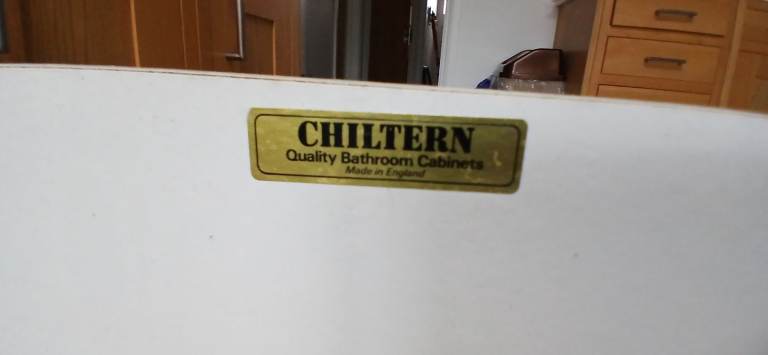 CHILTERN
Quality Bathroom Cabinets
Made in England